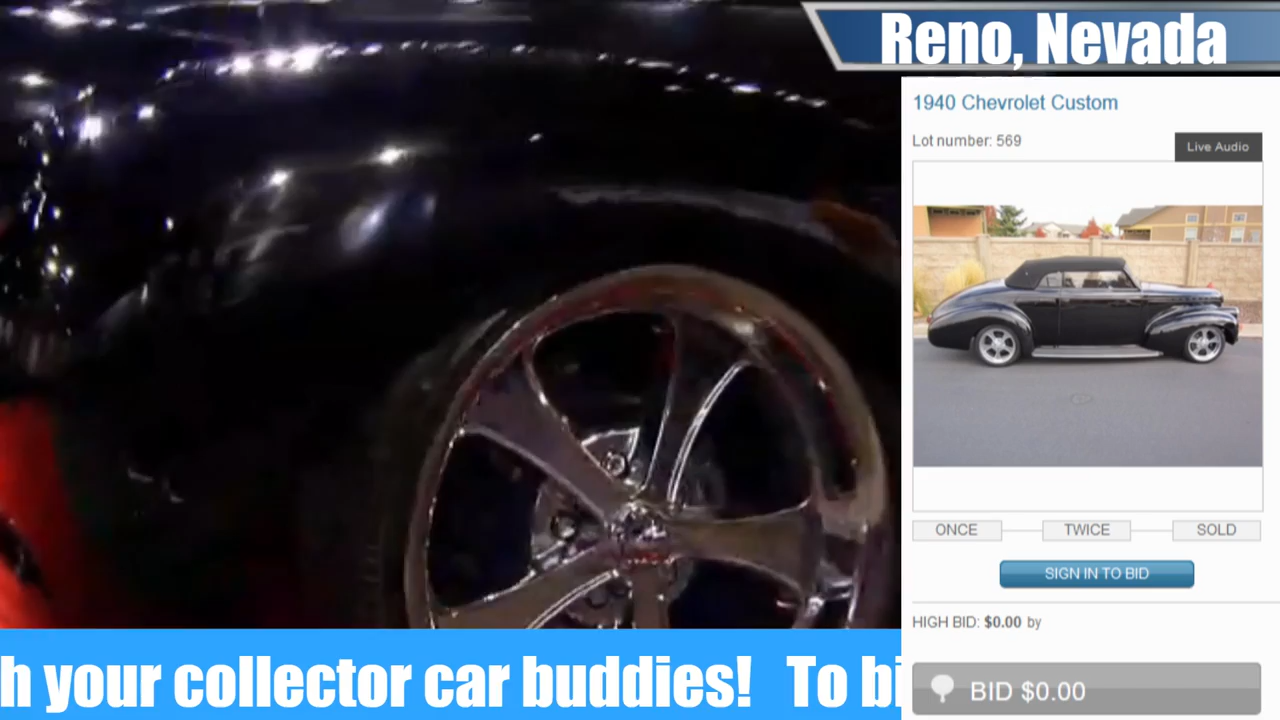 Reno, Nevada
1940 Chevrolet Custom
Lot number: 569
Live Audio
ONCE
TWICE
SOLD
SIGN IN TO BID
HIGH BID: $0.00 by
BID $0.00
h your collector car buddies! To bi